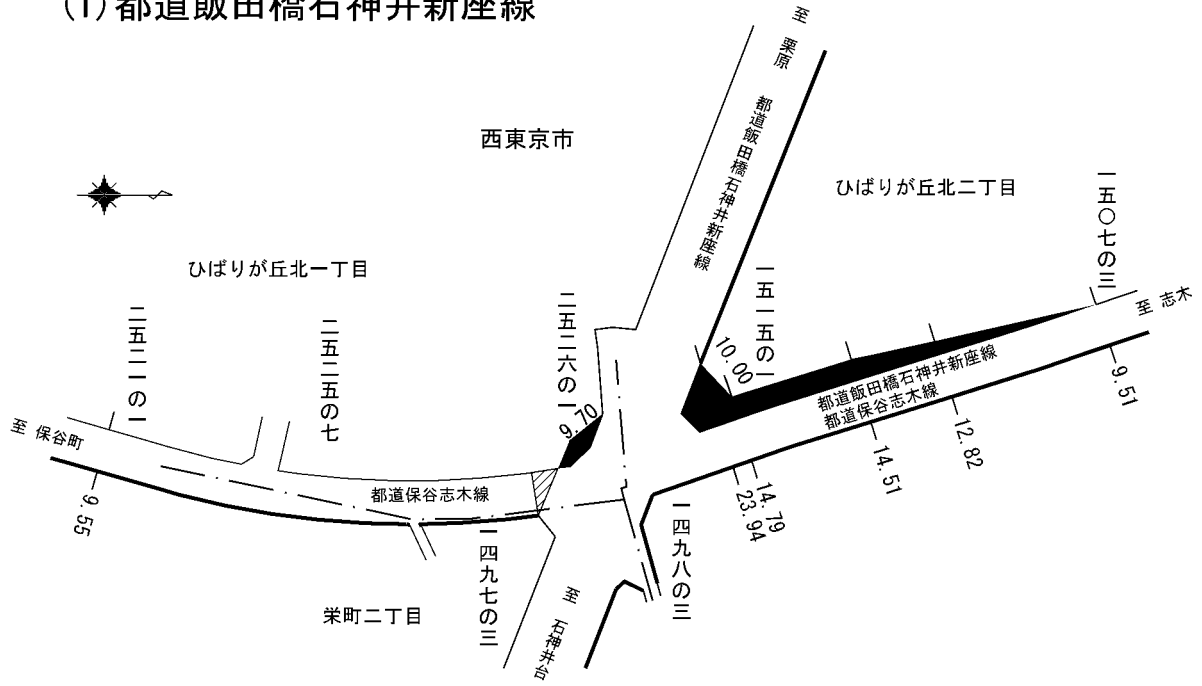 (1)都道飯田橋石神井新座線
至 栗原
都道飯田橋石神井新座線
西東京市
ひばりが丘北二丁目
一五〇七の三
ひばりが丘北一丁目
一五一五の一
二五二六の一
二五二一の一
二五二五の七
至 志木
10.00
都道飯田橋石神井新座線
都道保谷志木線
9.51
9.70
12.82
至 保谷町
14.51
都道保谷志木線
14.79
23.94
9.55
一四九七の三
一四九八の三
栄町二丁目
至 石神井台